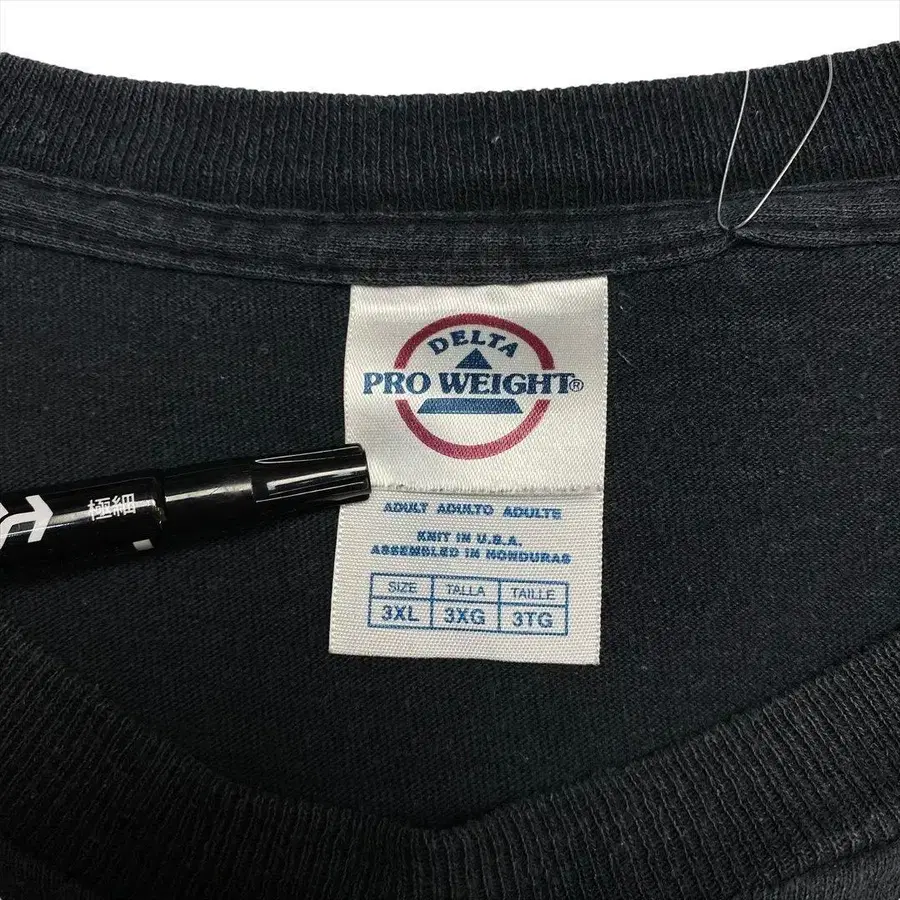 DELTA
PRO WEIGHT®
極細
ADULT ADULTO ADULTE
KNIT IN U.S.A.
ASSEMBLED IN HONDURAS
SIZE TALLA TAILLE
3XL 3XG 3TG